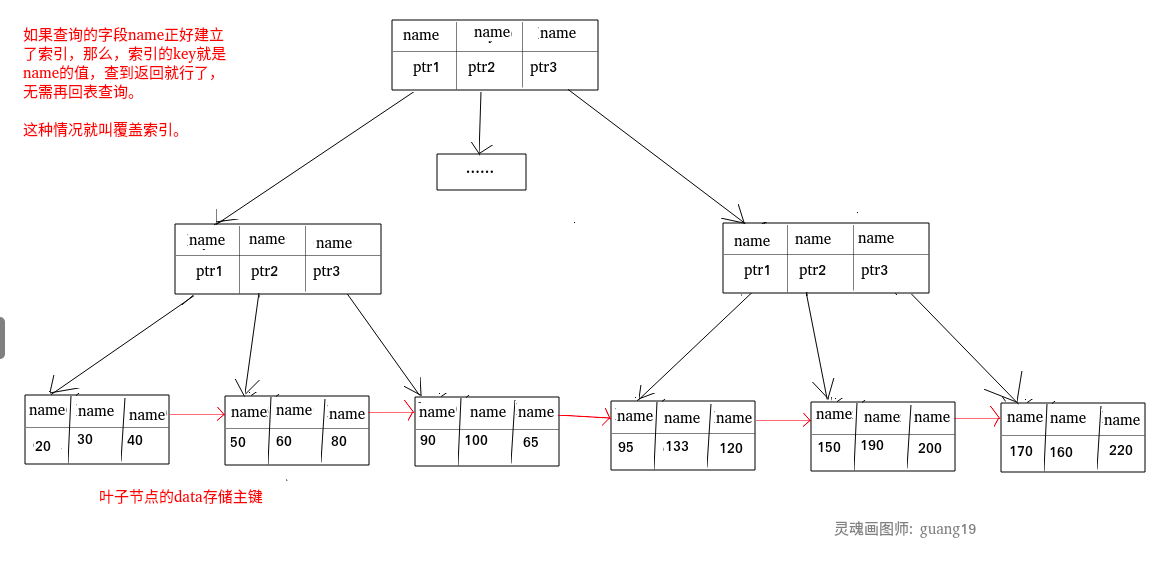 如果查询的字段name正好建立
了索引，那么，索引的key就是
name的值，查到返回就行了，
无需再回表查询。
这种情况就叫覆盖索引。
name name name
ptr1 ptr2 ptr3
······
name name name
ptr1 ptr2 ptr3
name name name
ptr1 ptr2 ptr3
name name name
20 30 40
name name name
50 60 80
name name name
90 100 65
name name name
95 133 120
name name name
150 190 200
name name name
170 160 220
叶子节点的data存储主键
灵魂画图师: guang19